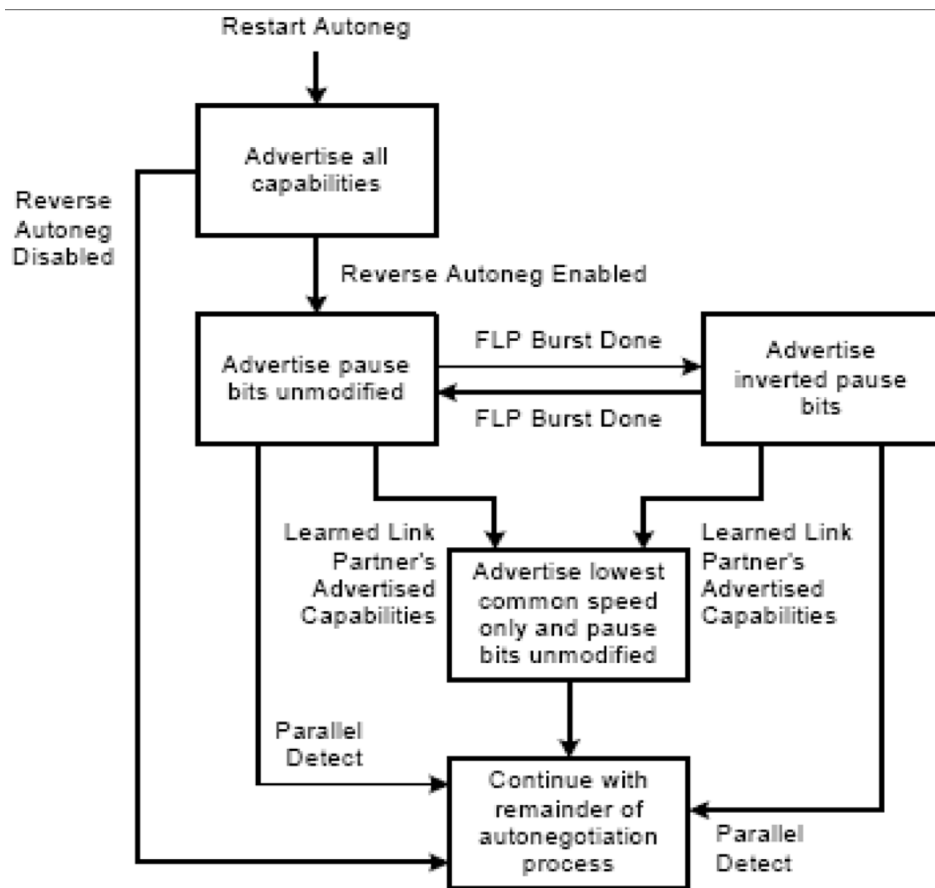 Restart Autoneg
Advertise all
capabilities
Reverse
Autoneg
Disabled
Reverse Autoneg Enabled
Advertise pause
bits unmodified
FLP Burst Done
FLP Burst Done
Advertise
inverted pause
bits
Learned Link
Partner's
Advertised
Capabilities
Advertise lowest
common speed
only and pause
bits unmodified
Learned Link
Partner's
Advertised
Capabilities
Parallel
Detect
Continue with
remainder of
autonegotiation
process
Parallel
Detect